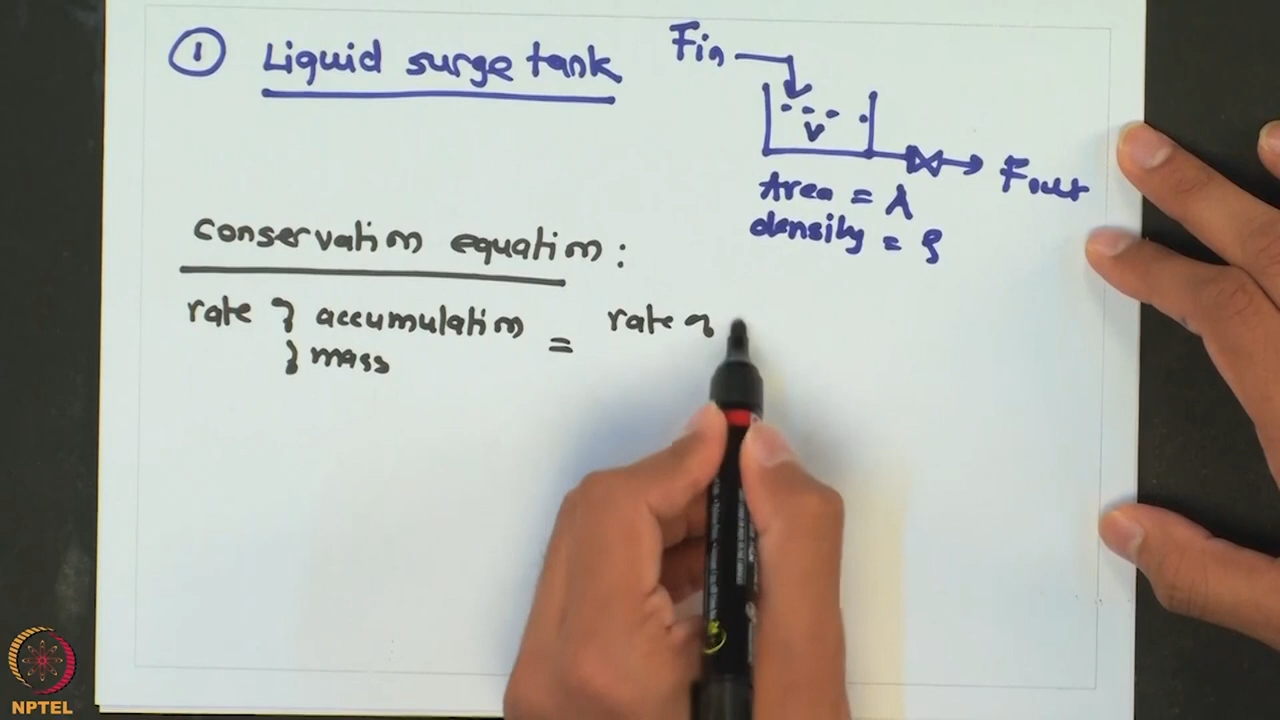 ① Liquid surge tank
Fin
V
Fout
Area = A
density = ρ
conservation equation:
rate of accumulation = rate of
of mass
NPTEL